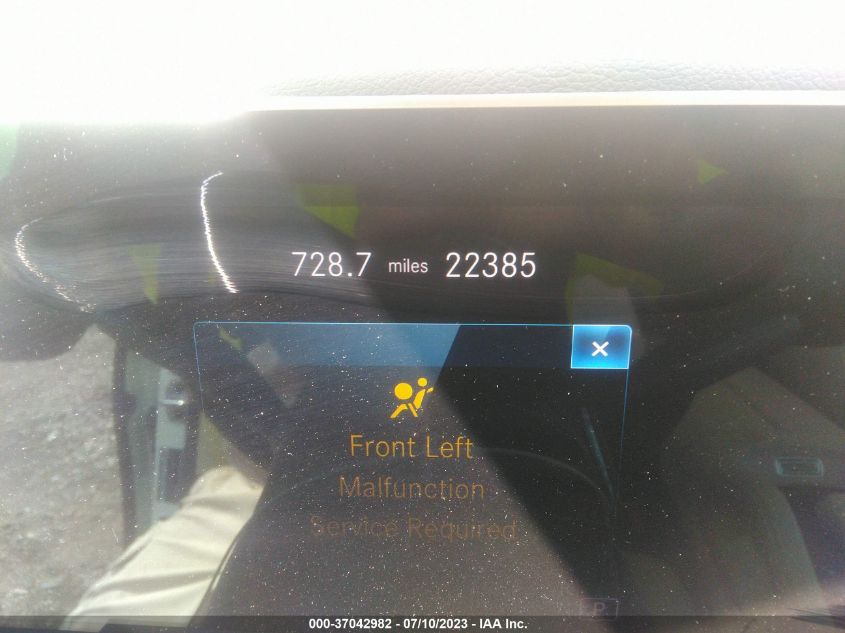 728.7 miles 22385
Front Left
Malfunction
Service Required
P
000-37042982 - 07/10/2023 - IAA Inc.